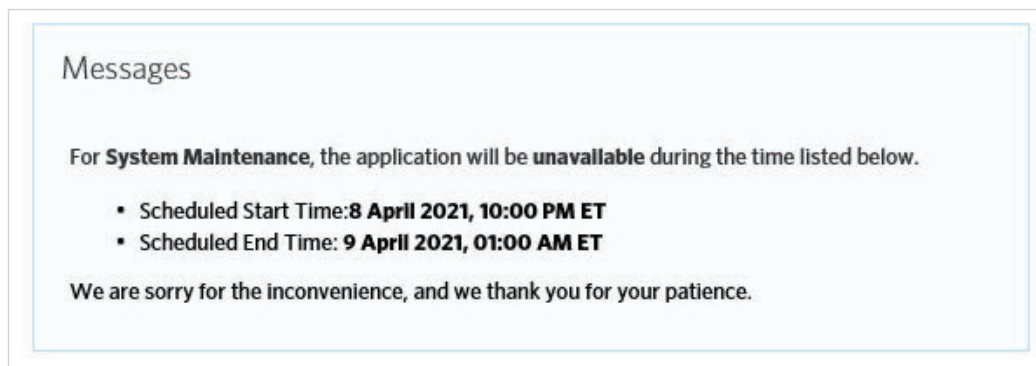 Messages
For System Maintenance, the application will be unavailable during the time listed below.
• Scheduled Start Time:8 April 2021, 10:00 PM ET
• Scheduled End Time: 9 April 2021, 01:00 AM ET
We are sorry for the inconvenience, and we thank you for your patience.